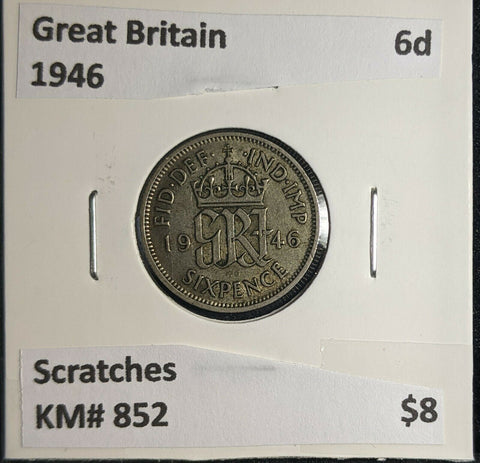 Great Britain 6d
1946
FID·DEF· ·IND·IMP
19 GRI 46
SIXPENCE
Scratches
KM# 852 $8